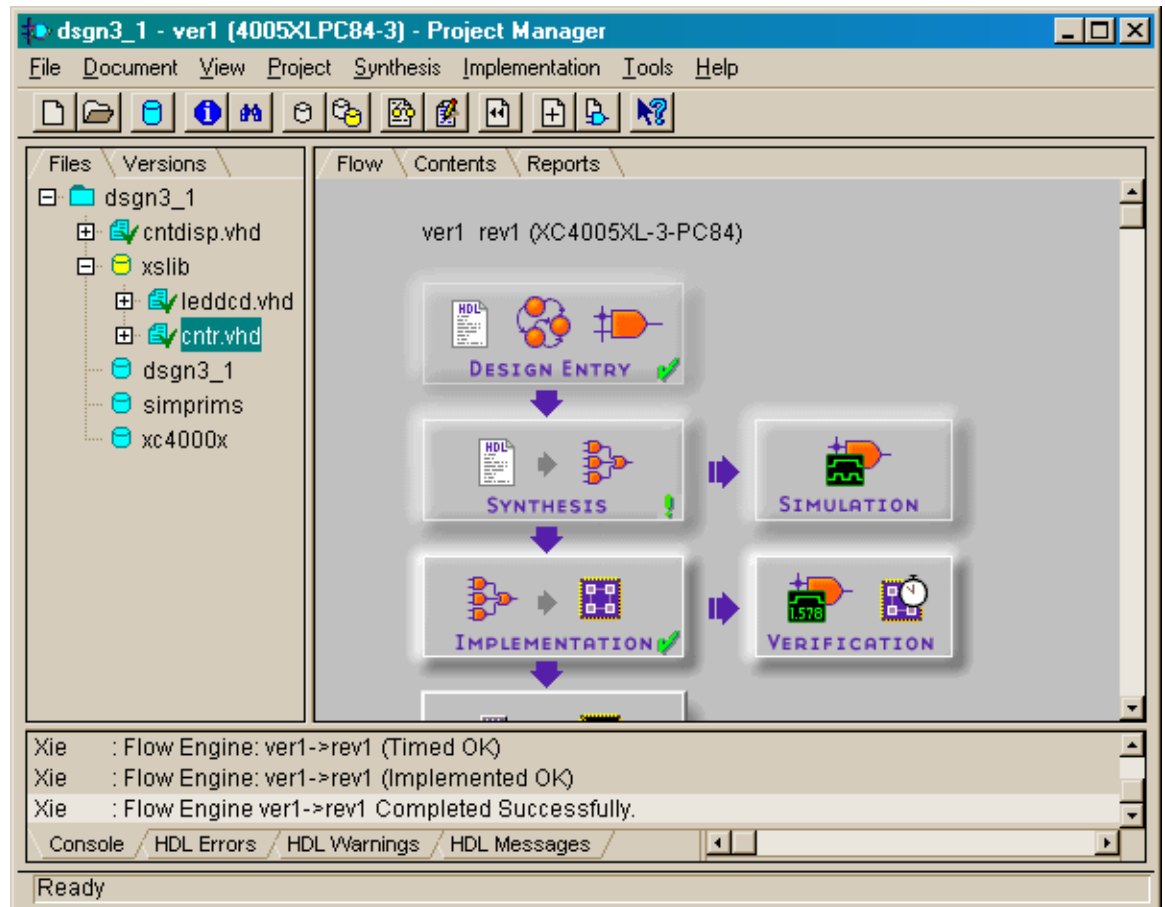 dsgn3_1 - ver1 (4005XLPC84-3) - Project Manager
File Document View Project Synthesis Implementation Tools Help
Files Versions
Flow Contents Reports
dsgn3_1
cntdisp.vhd
xslib
leddcd.vhd
cntr.vhd
dsgn3_1
simprims
xc4000x
ver1 rev1 (XC4005XL-3-PC84)
HDL
DESIGN ENTRY
HDL
SYNTHESIS
SIMULATION
IMPLEMENTATION
1.578
VERIFICATION
Xie : Flow Engine: ver1->rev1 (Timed OK)
Xie : Flow Engine: ver1->rev1 (Implemented OK)
Xie : Flow Engine ver1->rev1 Completed Successfully.
Console HDL Errors HDL Warnings HDL Messages
Ready